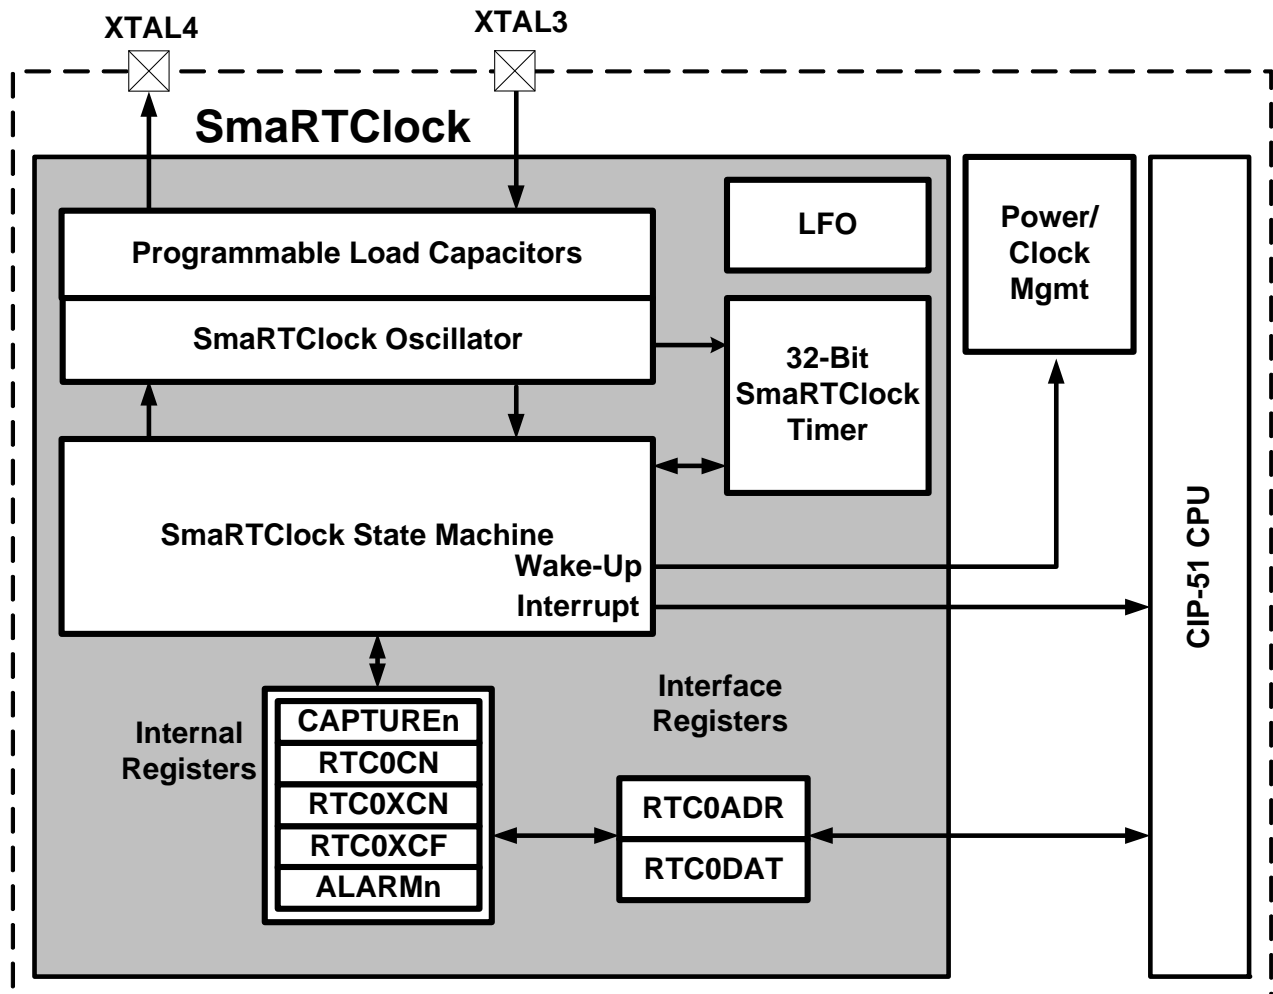 XTAL4
XTAL3
SmaRTClock
Programmable Load Capacitors
SmaRTClock Oscillator
LFO
Power/
Clock
Mgmt
32-Bit
SmaRTClock
Timer
SmaRTClock State Machine
Wake-Up
Interrupt
CIP-51 CPU
Internal
Registers
CAPTUREn
RTC0CN
RTC0XCN
RTC0XCF
ALARMn
Interface
Registers
RTC0ADR
RTC0DAT